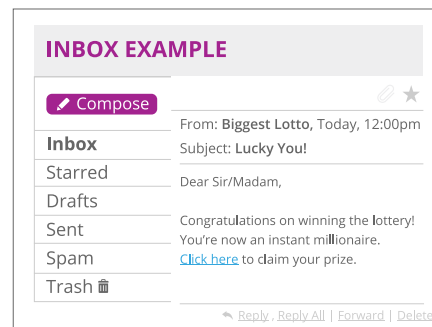 INBOX EXAMPLE
Compose
Inbox
Starred
Drafts
Sent
Spam
Trash
From: Biggest Lotto, Today, 12:00pm
Subject: Lucky You!
Dear Sir/Madam,
Congratulations on winning the lottery!
You're now an instant millionaire.
Click here to claim your prize.
Reply , Reply All | Forward | Delete